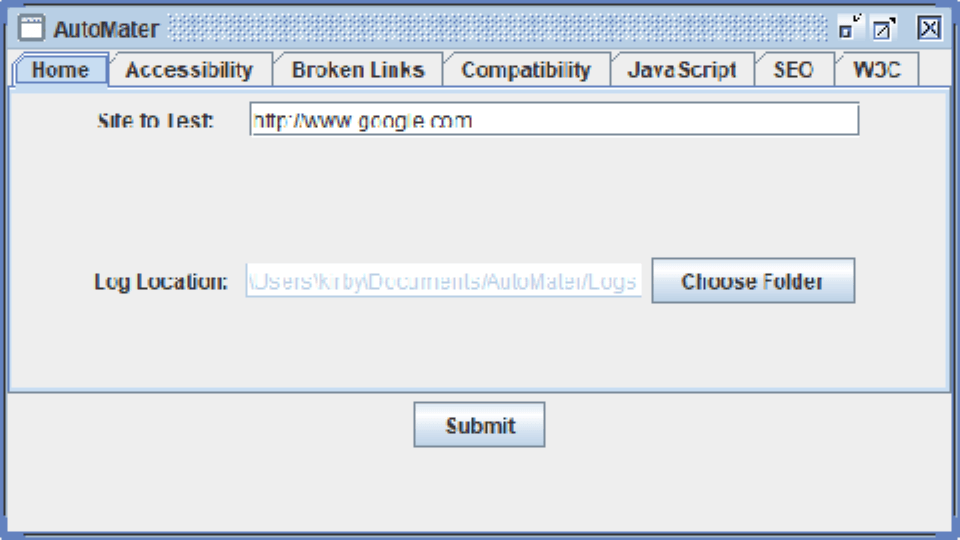 AutoMater
Home Accessibility Broken Links Compatibility JavaScript SEO W3C
Site to Test: http://www.google.com
Log Location: \Users\kirby\Documents/AutoMater/Logs Choose Folder
Submit